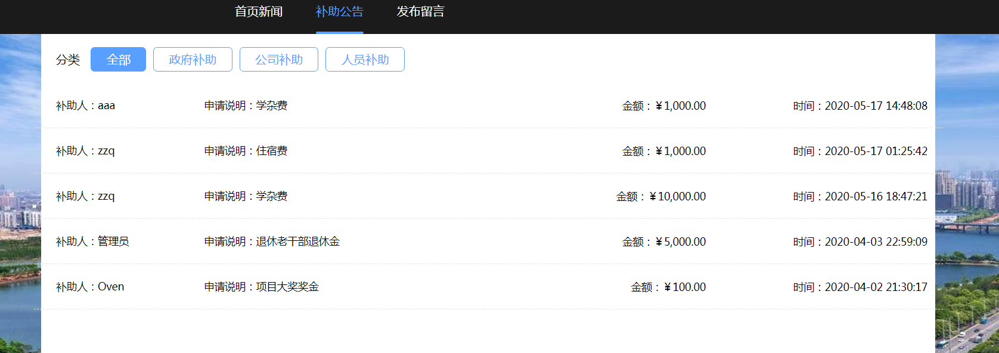 首页新闻 补助公告 发布留言
分类 全部 政府补助 公司补助 人员补助
补助人：aaa 申请说明：学杂费 金额：￥1,000.00 时间：2020-05-17 14:48:08
补助人：zzq 申请说明：住宿费 金额：￥1,000.00 时间：2020-05-17 01:25:42
补助人：zzq 申请说明：学杂费 金额：￥10,000.00 时间：2020-05-16 18:47:21
补助人：管理员 申请说明：退休老干部退休金 金额：￥5,000.00 时间：2020-04-03 22:59:09
补助人：Oven 申请说明：项目大奖奖金 金额：￥100.00 时间：2020-04-02 21:30:17